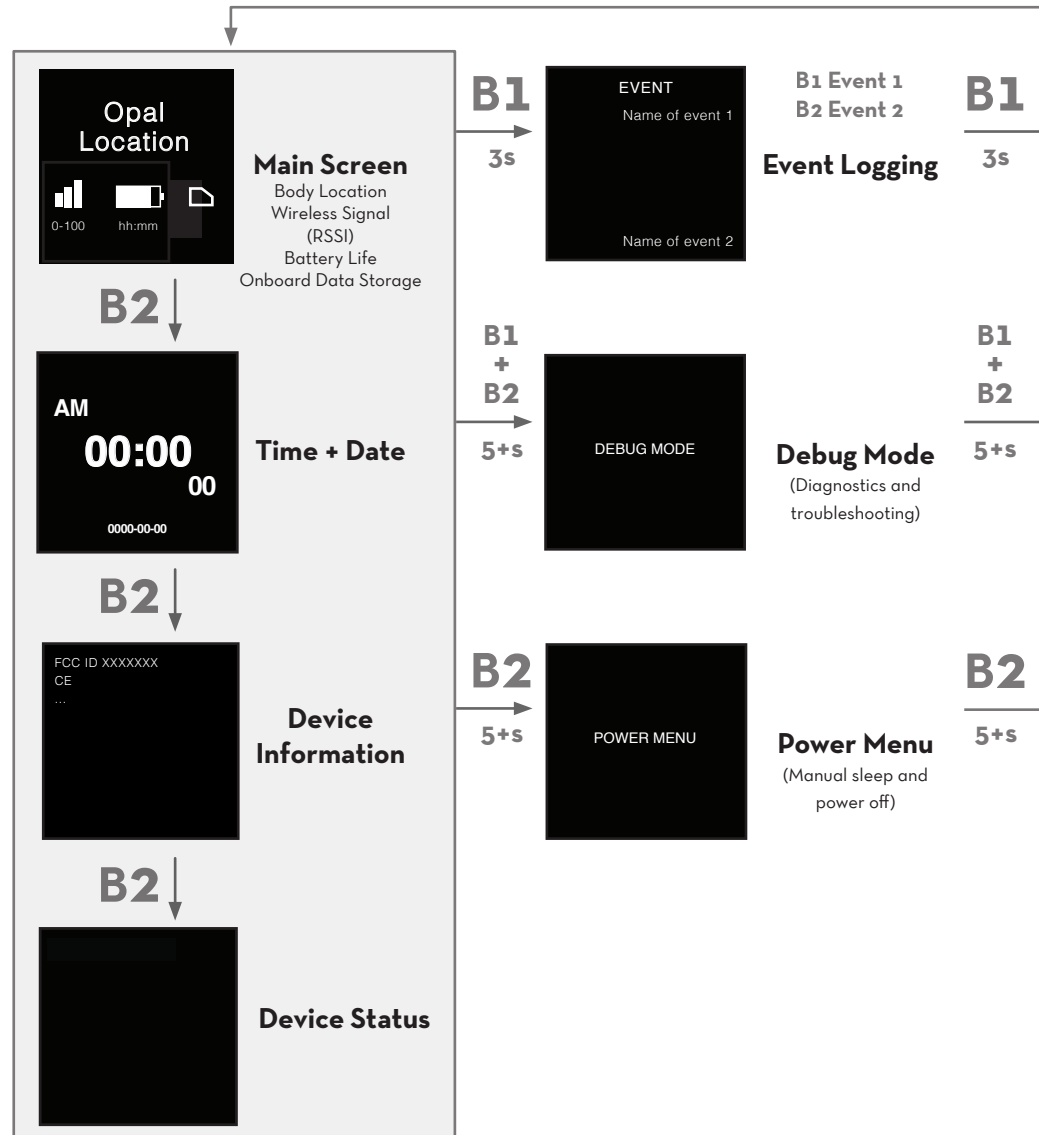 Opal
Location
0-100
hh:mm
Main Screen
Body Location
Wireless Signal
(RSSI)
Battery Life
Onboard Data Storage
B1
3s
EVENT
Name of event 1
Name of event 2
B1 Event 1
B2 Event 2
Event Logging
B1
3s
B2
AM
00:00
00
0000-00-00
Time + Date
B1
+
B2
5+s
DEBUG MODE
Debug Mode
(Diagnostics and
troubleshooting)
B1
+
B2
5+s
B2
FCC ID XXXXXXX
CE
...
Device
Information
B2
5+s
POWER MENU
Power Menu
(Manual sleep and
power off)
B2
5+s
B2
Device Status